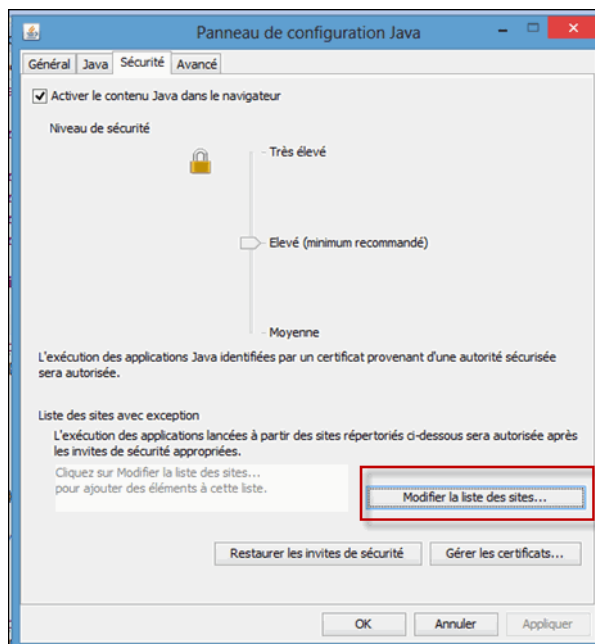 Panneau de configuration Java
Général Java Sécurité Avancé
Activer le contenu Java dans le navigateur
Niveau de sécurité
Très élevé
Elevé (minimum recommandé)
Moyenne
L'exécution des applications Java identifiées par un certificat provenant d'une autorité sécurisée
sera autorisée.
Liste des sites avec exception
L'exécution des applications lancées à partir des sites répertoriés ci-dessous sera autorisée après
les invites de sécurité appropriées.
Cliquez sur Modifier la liste des sites...
pour ajouter des éléments à cette liste.
Modifier la liste des sites...
Restaurer les invites de sécurité Gérer les certificats...
OK Annuler Appliquer